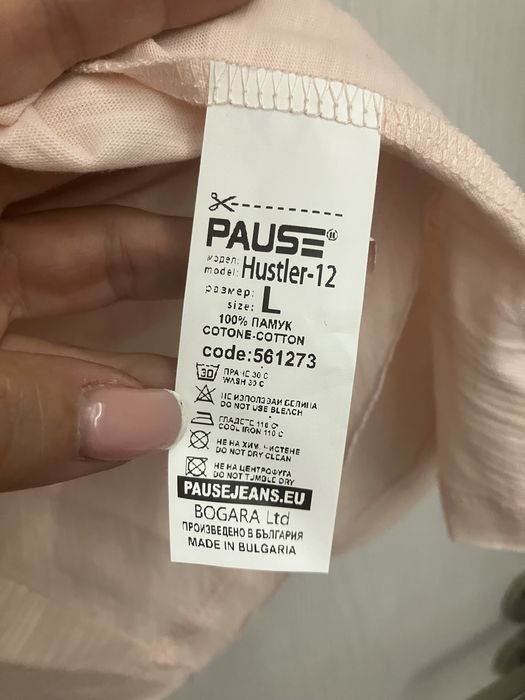 PAUSE®
модел:
model: Hustler-12
размер:
size: L
100% ПАМУК
COTONE-COTTON
code:561273
30 ПРАНЕ 30 C
WASH 30 C
НЕ ИЗПОЛЗВАЙ БЕЛИНА
DO NOT USE BLEACH
ГЛАДЕТЕ 110 C
COOL IRON 110 C
НЕ НА ХИМ. ЧИСТЕНЕ
DO NOT DRY CLEAN
НЕ НА ЦЕНТРОФУГА
DO NOT TUMBLE DRY
PAUSEJEANS.EU
BOGARA Ltd
ПРОИЗВЕДЕНО В БЪЛГАРИЯ
MADE IN BULGARIA